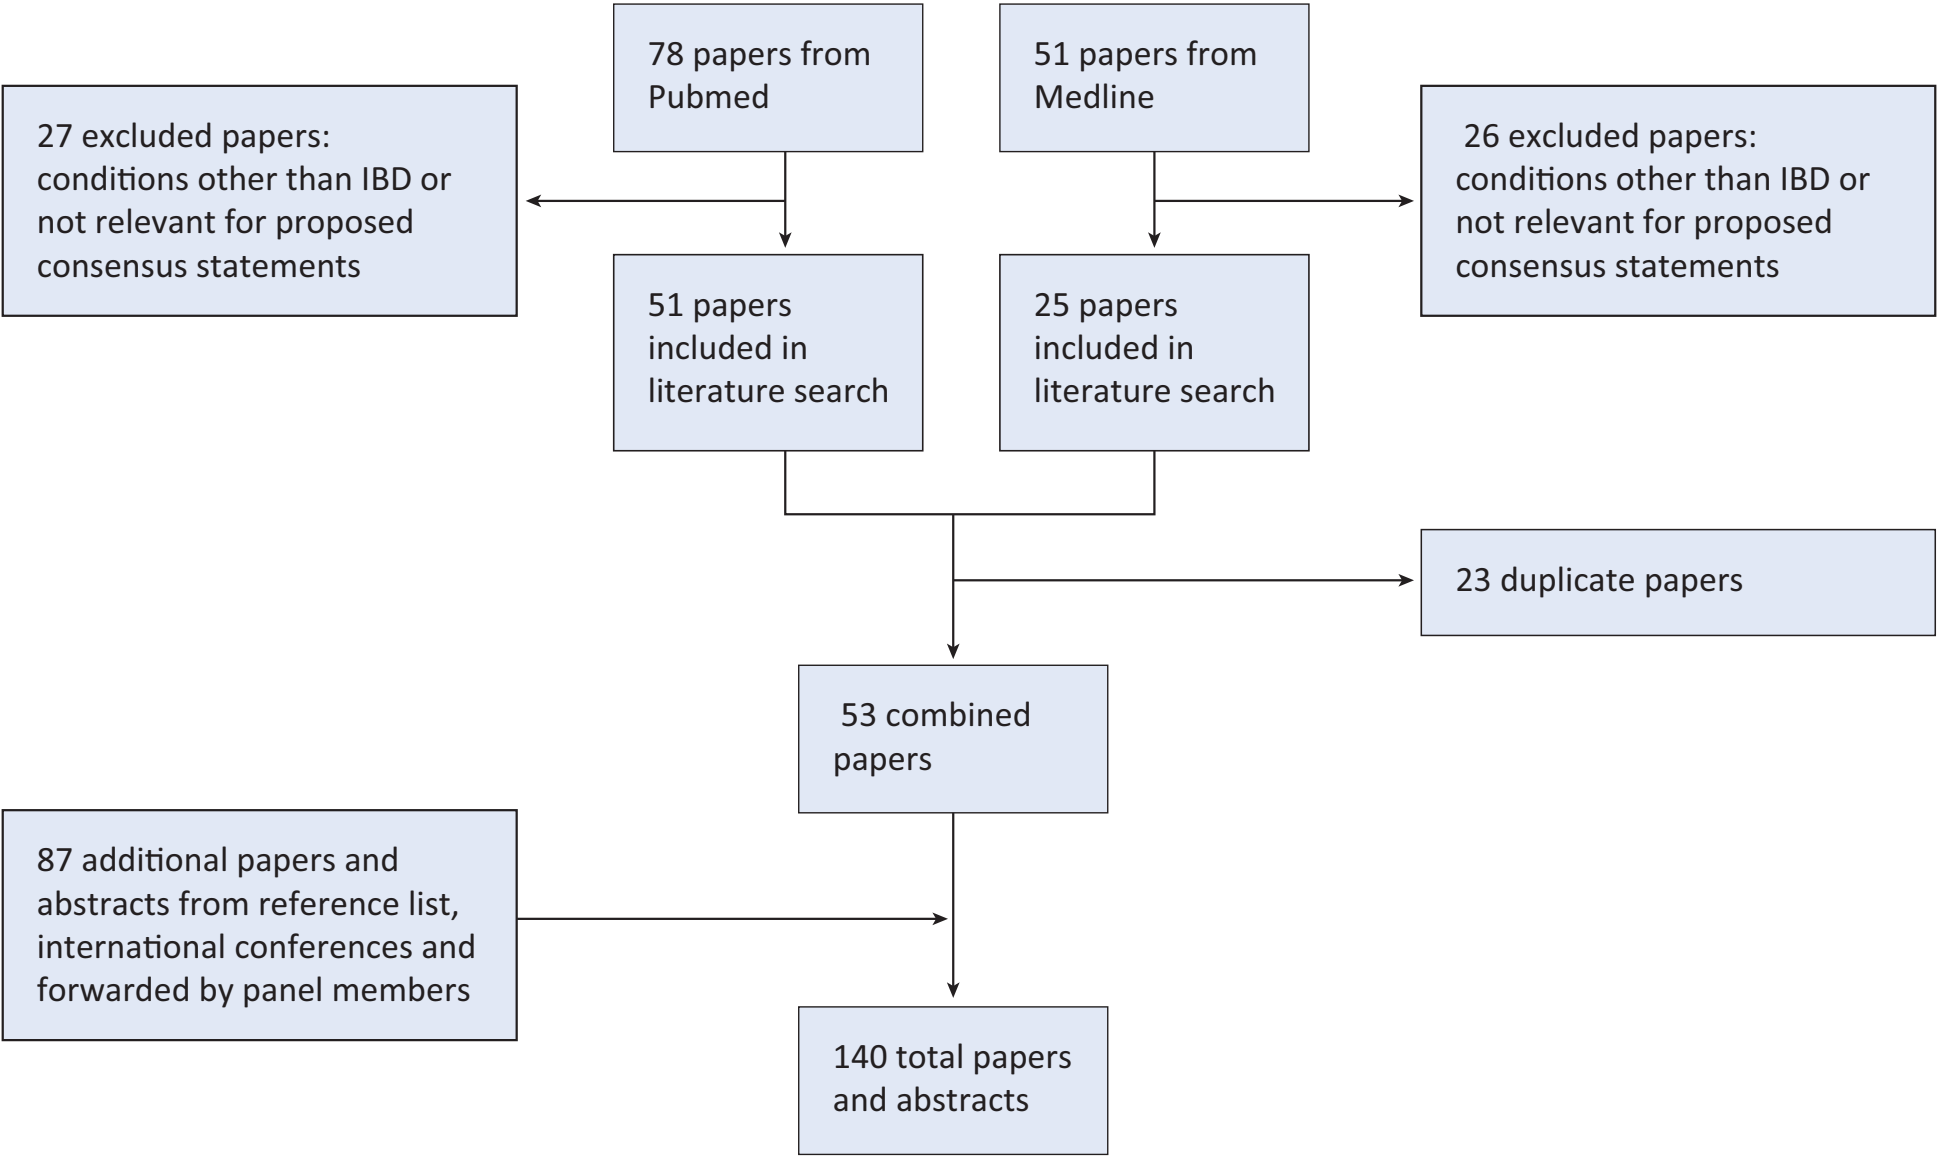 78 papers from
Pubmed
51 papers from
Medline
27 excluded papers:
conditions other than IBD or
not relevant for proposed
consensus statements
26 excluded papers:
conditions other than IBD or
not relevant for proposed
consensus statements
51 papers
included in
literature search
25 papers
included in
literature search
23 duplicate papers
53 combined
papers
87 additional papers and
abstracts from reference list,
international conferences and
forwarded by panel members
140 total papers
and abstracts